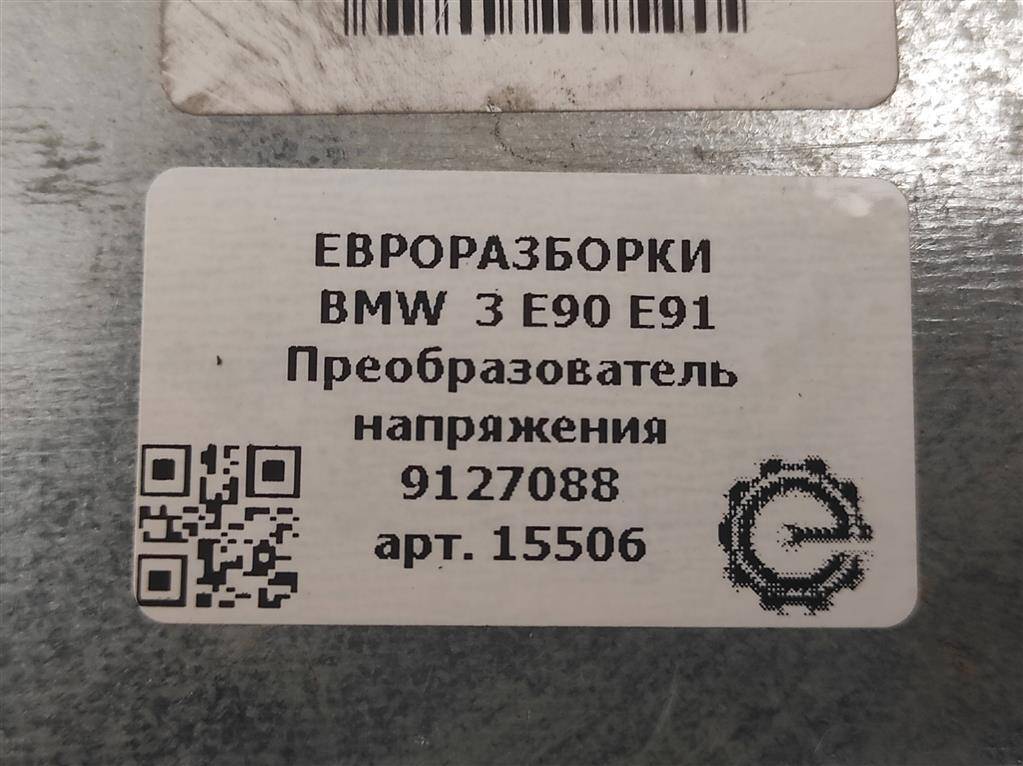 ЕВРОРАЗБОРКИ
BMW 3 E90 E91
Преобразователь
напряжения
9127088
арт. 15506